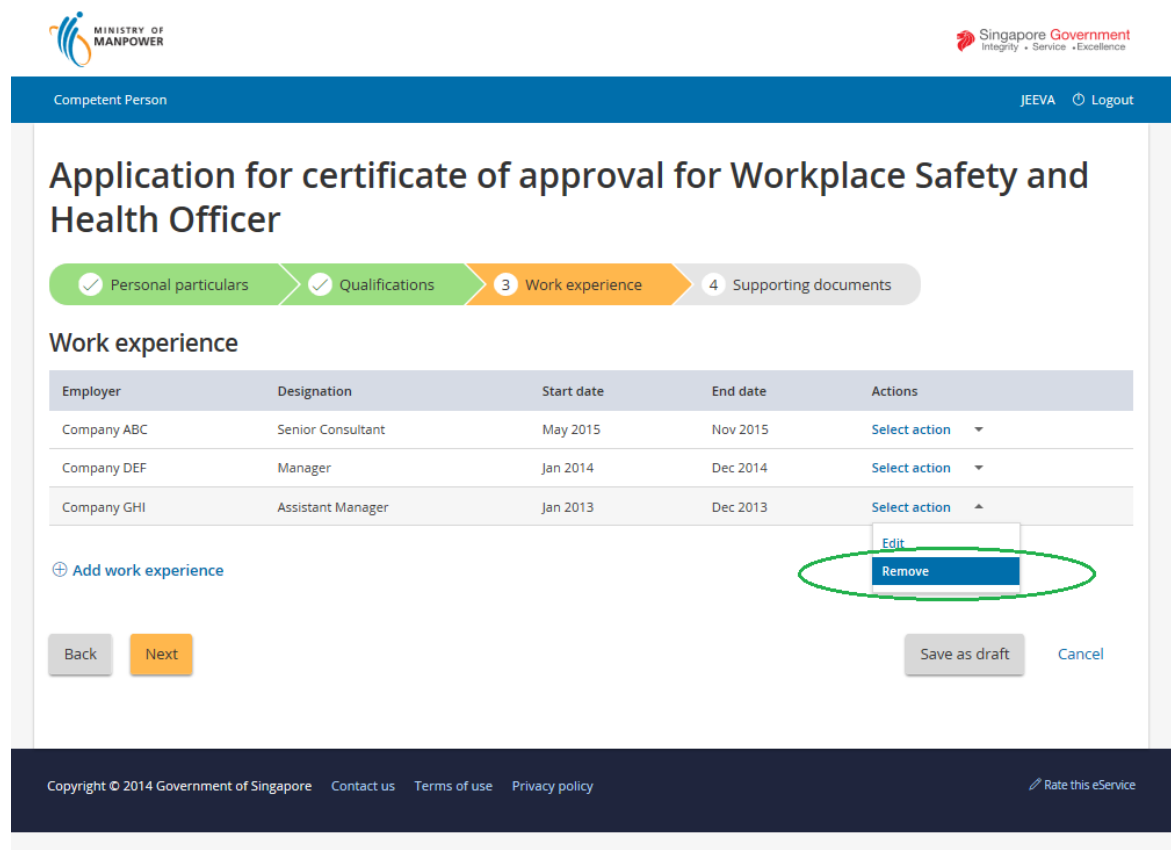 MINISTRY OF
MANPOWER
Singapore Government
Integrity • Service • Excellence
Competent Person
JEEVA Logout
Application for certificate of approval for Workplace Safety and
Health Officer
Personal particulars Qualifications 3 Work experience 4 Supporting documents
Work experience
Employer Designation Start date End date Actions
Company ABC Senior Consultant May 2015 Nov 2015 Select action
Company DEF Manager Jan 2014 Dec 2014 Select action
Company GHI Assistant Manager Jan 2013 Dec 2013 Select action
Edit
Remove
Add work experience
Back Next Save as draft Cancel
Copyright © 2014 Government of Singapore Contact us Terms of use Privacy policy Rate this eService